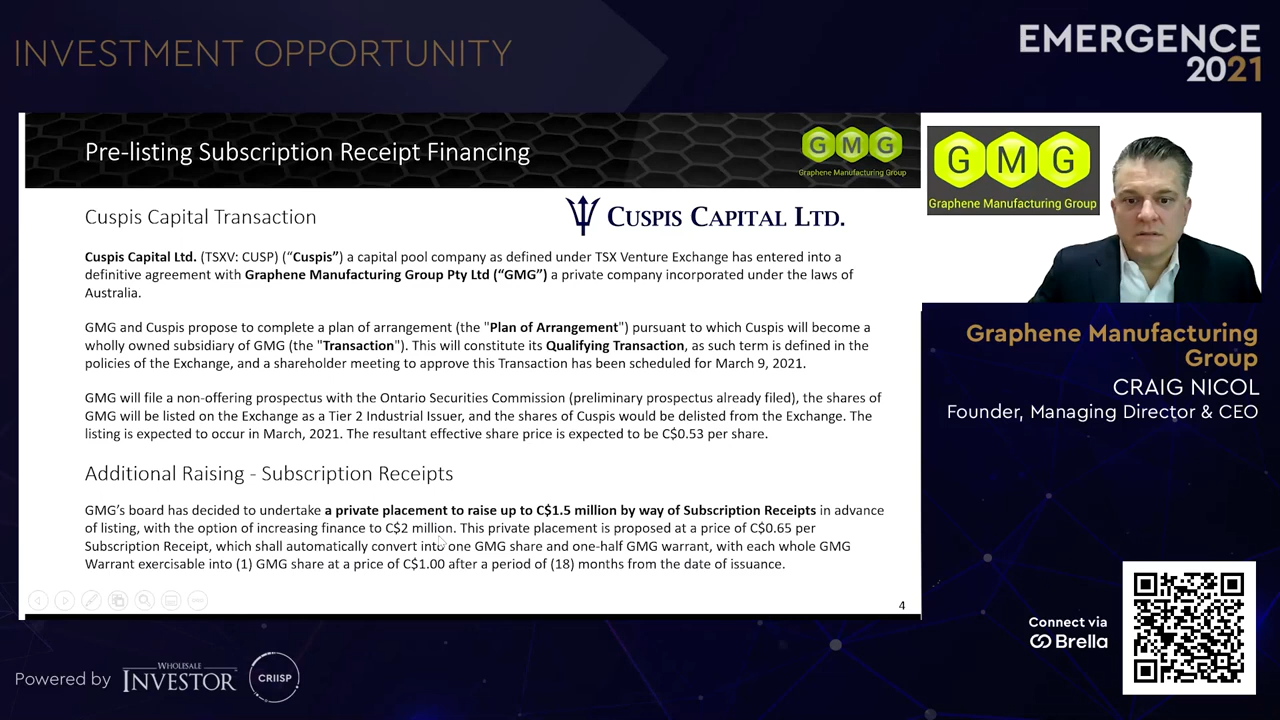 INVESTMENT OPPORTUNITY
EMERGENCE
2021
Pre-listing Subscription Receipt Financing
G M G
Graphene Manufacturing Group
Cuspis Capital Transaction
CUSPIS CAPITAL LTD.
Cuspis Capital Ltd. (TSXV: CUSP) (“Cuspis”) a capital pool company as defined under TSX Venture Exchange has entered into a
definitive agreement with Graphene Manufacturing Group Pty Ltd (“GMG”) a private company incorporated under the laws of
Australia.
GMG and Cuspis propose to complete a plan of arrangement (the "Plan of Arrangement") pursuant to which Cuspis will become a
wholly owned subsidiary of GMG (the "Transaction"). This will constitute its Qualifying Transaction, as such term is defined in the
policies of the Exchange, and a shareholder meeting to approve this Transaction has been scheduled for March 9, 2021.
GMG will file a non-offering prospectus with the Ontario Securities Commission (preliminary prospectus already filed), the shares of
GMG will be listed on the Exchange as a Tier 2 Industrial Issuer, and the shares of Cuspis would be delisted from the Exchange. The
listing is expected to occur in March, 2021. The resultant effective share price is expected to be C$0.53 per share.
Additional Raising - Subscription Receipts
GMG’s board has decided to undertake a private placement to raise up to C$1.5 million by way of Subscription Receipts in advance
of listing, with the option of increasing finance to C$2 million. This private placement is proposed at a price of C$0.65 per
Subscription Receipt, which shall automatically convert into one GMG share and one-half GMG warrant, with each whole GMG
Warrant exercisable into (1) GMG share at a price of C$1.00 after a period of (18) months from the date of issuance.
4
G M G
Graphene Manufacturing Group
Graphene Manufacturing
Group
CRAIG NICOL
Founder, Managing Director & CEO
Connect via
Brella
Powered by
WHOLESALE
INVESTOR
CRIISP